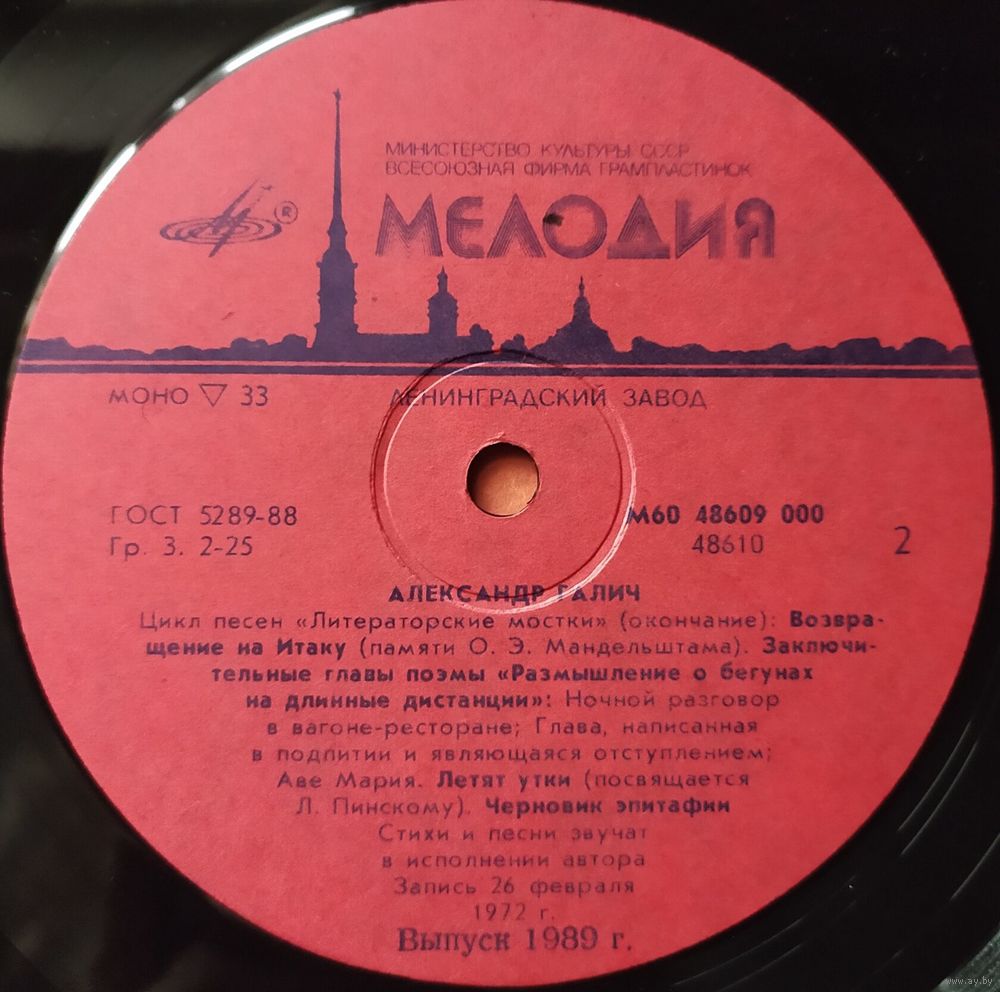 МИНИСТЕРСТВО КУЛЬТУРЫ СССР
ВСЕСОЮЗНАЯ ФИРМА ГРАМПЛАСТИНОК
МЕЛОДИЯ
®
МОНО ▽ 33
ЛЕНИНГРАДСКИЙ ЗАВОД
ГОСТ 5289-88
Гр. 3. 2-25
М60 48609 000
48610
2
АЛЕКСАНДР ГАЛИЧ
Цикл песен «Литераторские мостки» (окончание): Возвра-
щение на Итаку (памяти О. Э. Мандельштама). Заключи-
тельные главы поэмы «Размышление о бегунах
на длинные дистанции»: Ночной разговор
в вагоне-ресторане; Глава, написанная
в подпитии и являющаяся отступлением;
Аве Мария. Летят утки (посвящается
Л. Пинскому). Черновик эпитафии
Стихи и песни звучат
в исполнении автора
Запись 26 февраля
1972 г.
Выпуск 1989 г.
www.ay.by